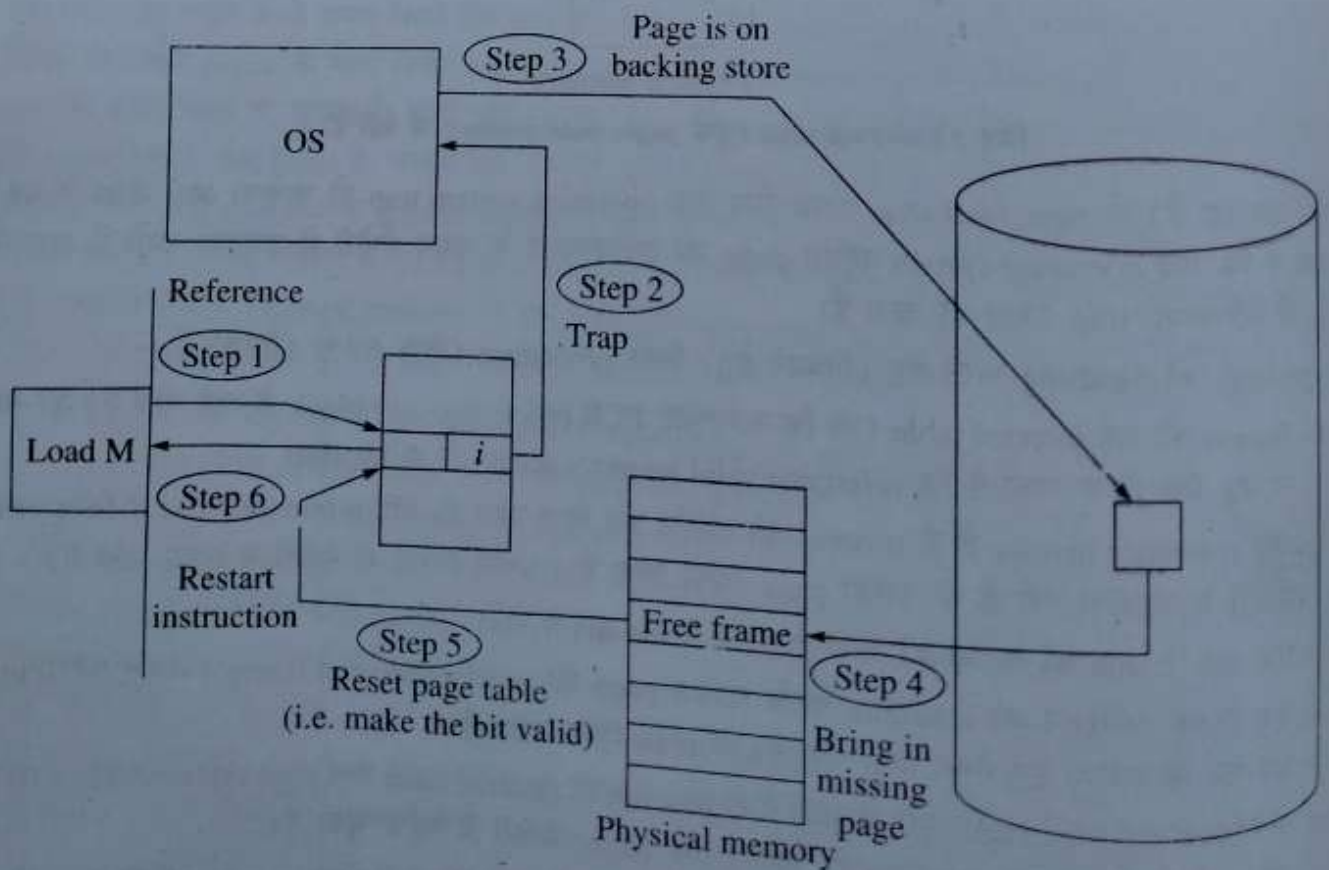 Step 3
Page is on
backing store
OS
Step 2
Trap
Reference
Step 1
Load M
i
Step 6
Restart
instruction
Free frame
Step 5
Reset page table
(i.e. make the bit valid)
Step 4
Bring in
missing
page
Physical memory